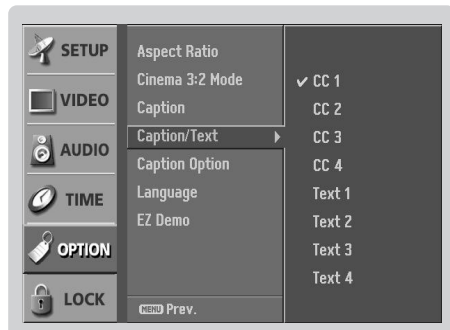 SETUP
VIDEO
AUDIO
TIME
OPTION
LOCK
Aspect Ratio
Cinema 3:2 Mode
Caption
Caption/Text
Caption Option
Language
EZ Demo
MENU Prev.
CC 1
CC 2
CC 3
CC 4
Text 1
Text 2
Text 3
Text 4